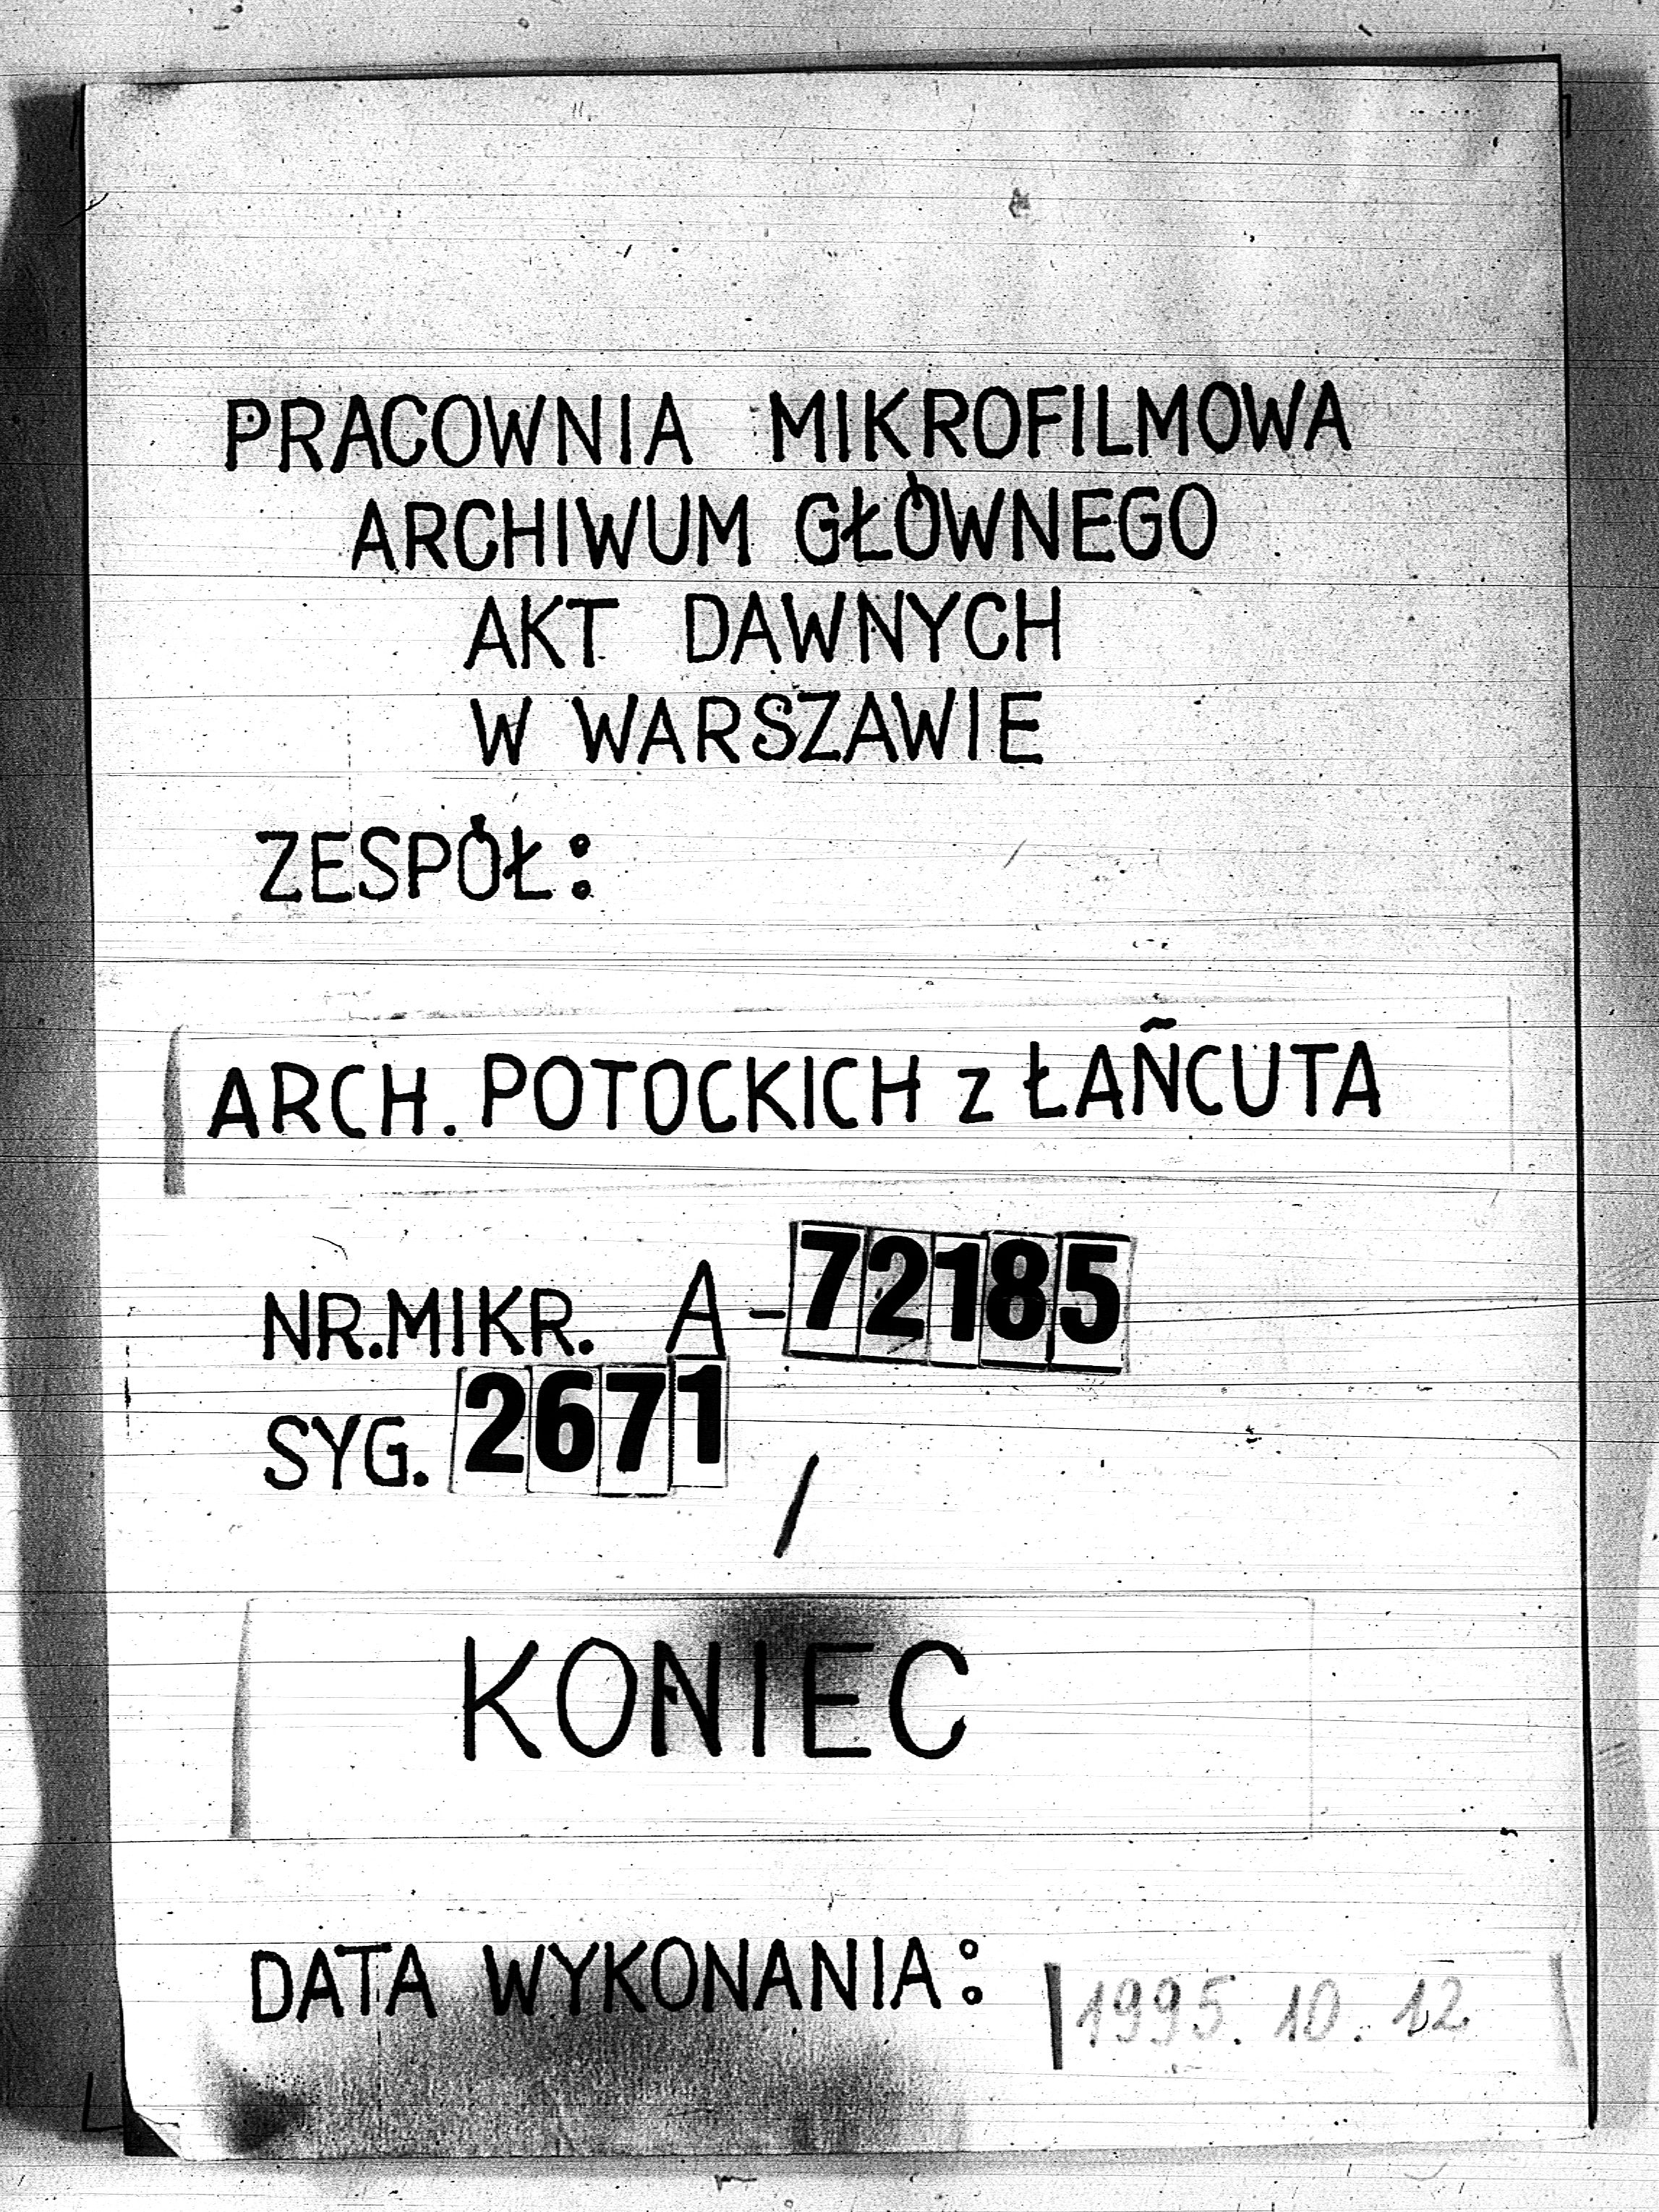 PRACOWNIA MIKROFILMOWA
ARCHIWUM GŁÓWNEGO
AKT DAWNYCH
W WARSZAWIE
ZESPÓŁ:
ARCH. POTOCKICH z ŁAŃCUTA
NR.MIKR. A-72185
SYG. 2671
/
KONIEC
DATA WYKONANIA: 1995.10.12